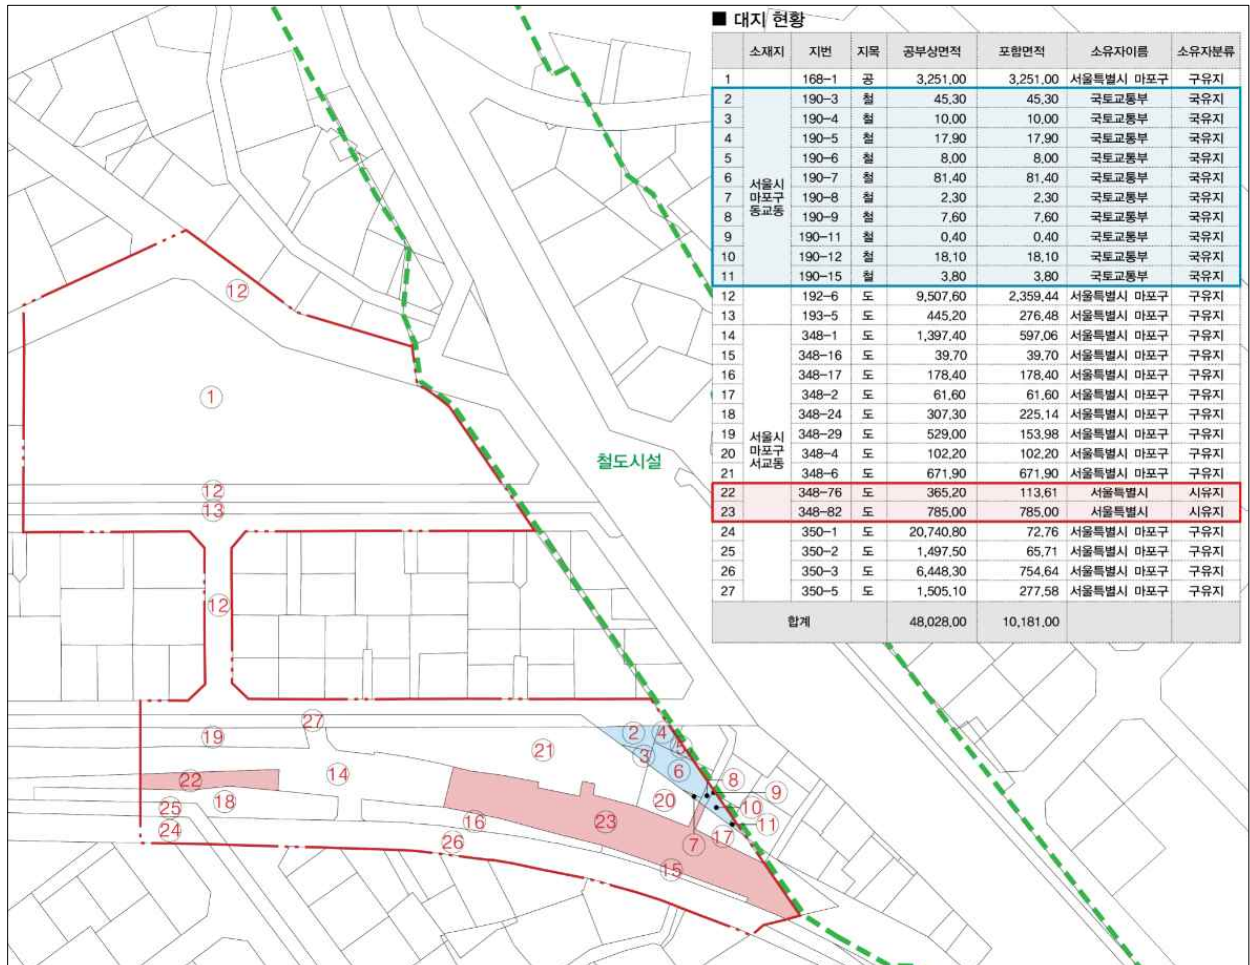 ■ 대지 현황
소재지 지번 지목 공부상면적 포함면적 소유자이름 소유자분류
1 168-1 공 3,251.00 3,251.00 서울특별시 마포구 구유지
2 190-3 철 45.30 45.30 국토교통부 국유지
3 190-4 철 10.00 10.00 국토교통부 국유지
4 190-5 철 17.90 17.90 국토교통부 국유지
5 190-6 철 8.00 8.00 국토교통부 국유지
6 190-7 철 81.40 81.40 국토교통부 국유지
서울시
마포구
동교동
7 190-8 철 2.30 2.30 국토교통부 국유지
8 190-9 철 7.60 7.60 국토교통부 국유지
9 190-11 철 0.40 0.40 국토교통부 국유지
10 190-12 철 18.10 18.10 국토교통부 국유지
11 190-15 철 3.80 3.80 국토교통부 국유지
12 192-6 도 9,507.60 2,359.44 서울특별시 마포구 구유지
13 193-5 도 445.20 276.48 서울특별시 마포구 구유지
14 348-1 도 1,397.40 597.06 서울특별시 마포구 구유지
15 348-16 도 39.70 39.70 서울특별시 마포구 구유지
16 348-17 도 178.40 178.40 서울특별시 마포구 구유지
17 348-2 도 61.60 61.60 서울특별시 마포구 구유지
18 348-24 도 307.30 225.14 서울특별시 마포구 구유지
19 348-29 도 529.00 153.98 서울특별시 마포구 구유지
서울시
마포구
서교동
20 348-4 도 102.20 102.20 서울특별시 마포구 구유지
21 348-6 도 671.90 671.90 서울특별시 마포구 구유지
22 348-76 도 365.20 113.61 서울특별시 시유지
23 348-82 도 785.00 785.00 서울특별시 시유지
24 350-1 도 20,740.80 72.76 서울특별시 마포구 구유지
25 350-2 도 1,497.50 65.71 서울특별시 마포구 구유지
26 350-3 도 6,448.30 754.64 서울특별시 마포구 구유지
27 350-5 도 1,505.10 277.58 서울특별시 마포구 구유지
합계 48,028.00 10,181.00
12
1
철도시설
12
13
12
27
19
2
4
5
21
3
6
14
22
8
9
18
20
10
25
16
23
11
24
7
17
26
15